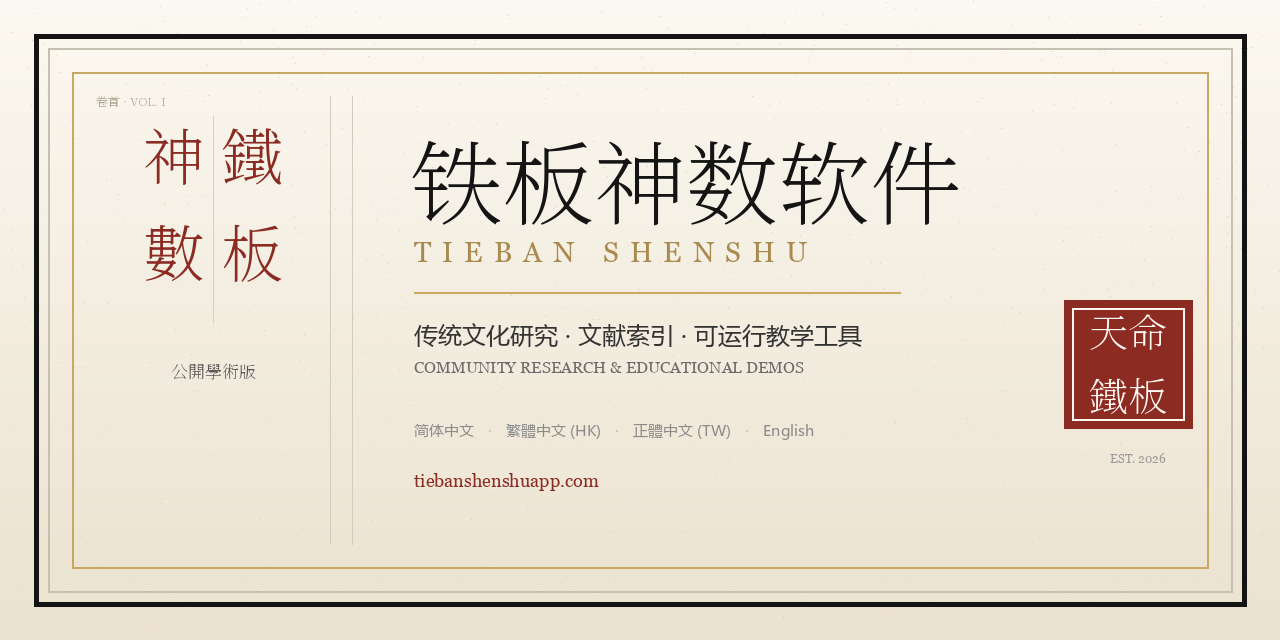 卷首 · VOL. I
鐵板
神數
公開學術版
铁板神数软件
TIEBAN SHENSHU
传统文化研究 · 文献索引 · 可运行教学工具
COMMUNITY RESEARCH & EDUCATIONAL DEMOS
简体中文 · 繁體中文 (HK) · 正體中文 (TW) · English
tiebanshenshuapp.com
天命
鐵板
EST. 2026